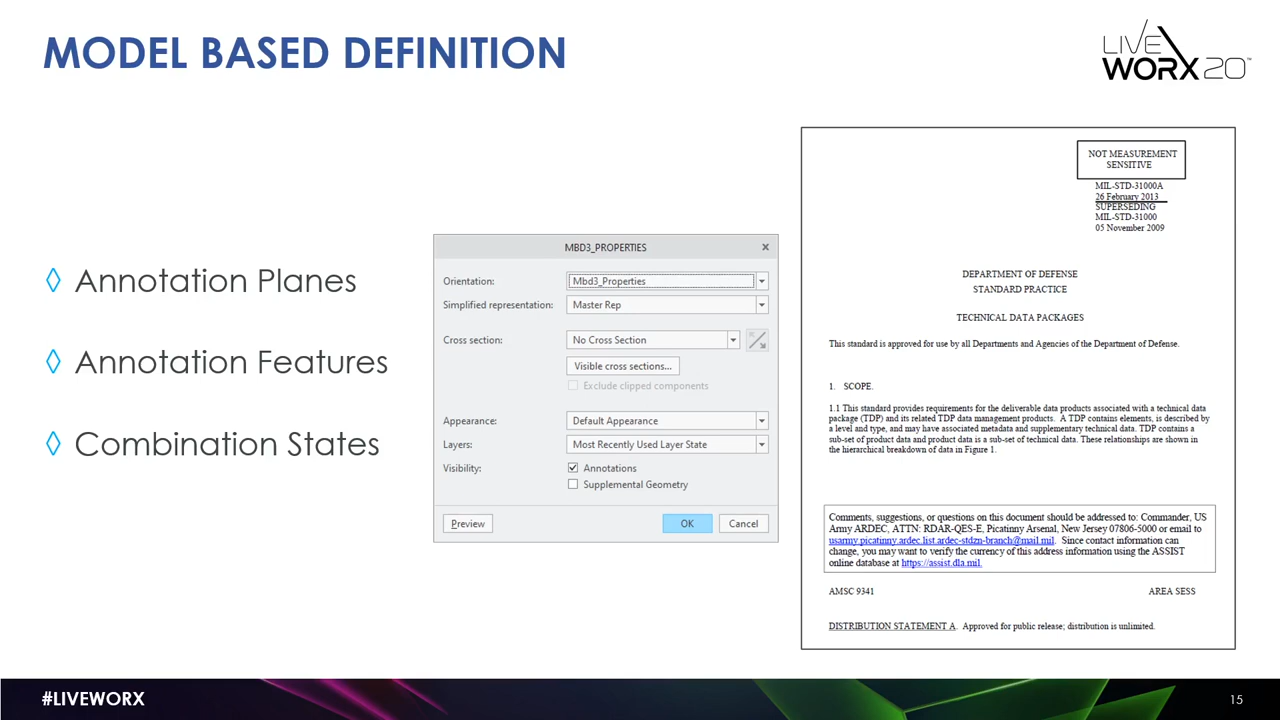 MODEL BASED DEFINITION
LIVE
WORX 20™
◊ Annotation Planes
◊ Annotation Features
◊ Combination States
MBD3_PROPERTIES
Orientation: Mbd3_Properties
Simplified representation: Master Rep
Cross section: No Cross Section
Visible cross sections...
Exclude clipped components
Appearance: Default Appearance
Layers: Most Recently Used Layer State
Visibility: Annotations
Supplemental Geometry
Preview OK Cancel
NOT MEASUREMENT
SENSITIVE
MIL-STD-31000A
26 February 2013
SUPERSEDING
MIL-STD-31000
05 November 2009
DEPARTMENT OF DEFENSE
STANDARD PRACTICE
TECHNICAL DATA PACKAGES
This standard is approved for use by all Departments and Agencies of the Department of Defense.
1. SCOPE.
1.1 This standard provides requirements for the deliverable data products associated with a technical data
package (TDP) and its related TDP data management products. A TDP contains elements, is described by
a level and type, and may have associated metadata and supplementary technical data. TDP contains a
sub-set of product data and product data is a sub-set of technical data. These relationships are shown in
the hierarchical breakdown of data in Figure 1.
Comments, suggestions, or questions on this document should be addressed to: Commander, US
Army ARDEC, ATTN: RDAR-QES-E, Picatinny Arsenal, New Jersey 07806-5000 or email to
usarmy.picatinny.ardec.list.ardec-stdzn-branch@mail.mil. Since contact information can
change, you may want to verify the currency of this address information using the ASSIST
online database at https://assist.dla.mil.
AMSC 9341 AREA SESS
DISTRIBUTION STATEMENT A. Approved for public release; distribution is unlimited.
#LIVEWORX
15